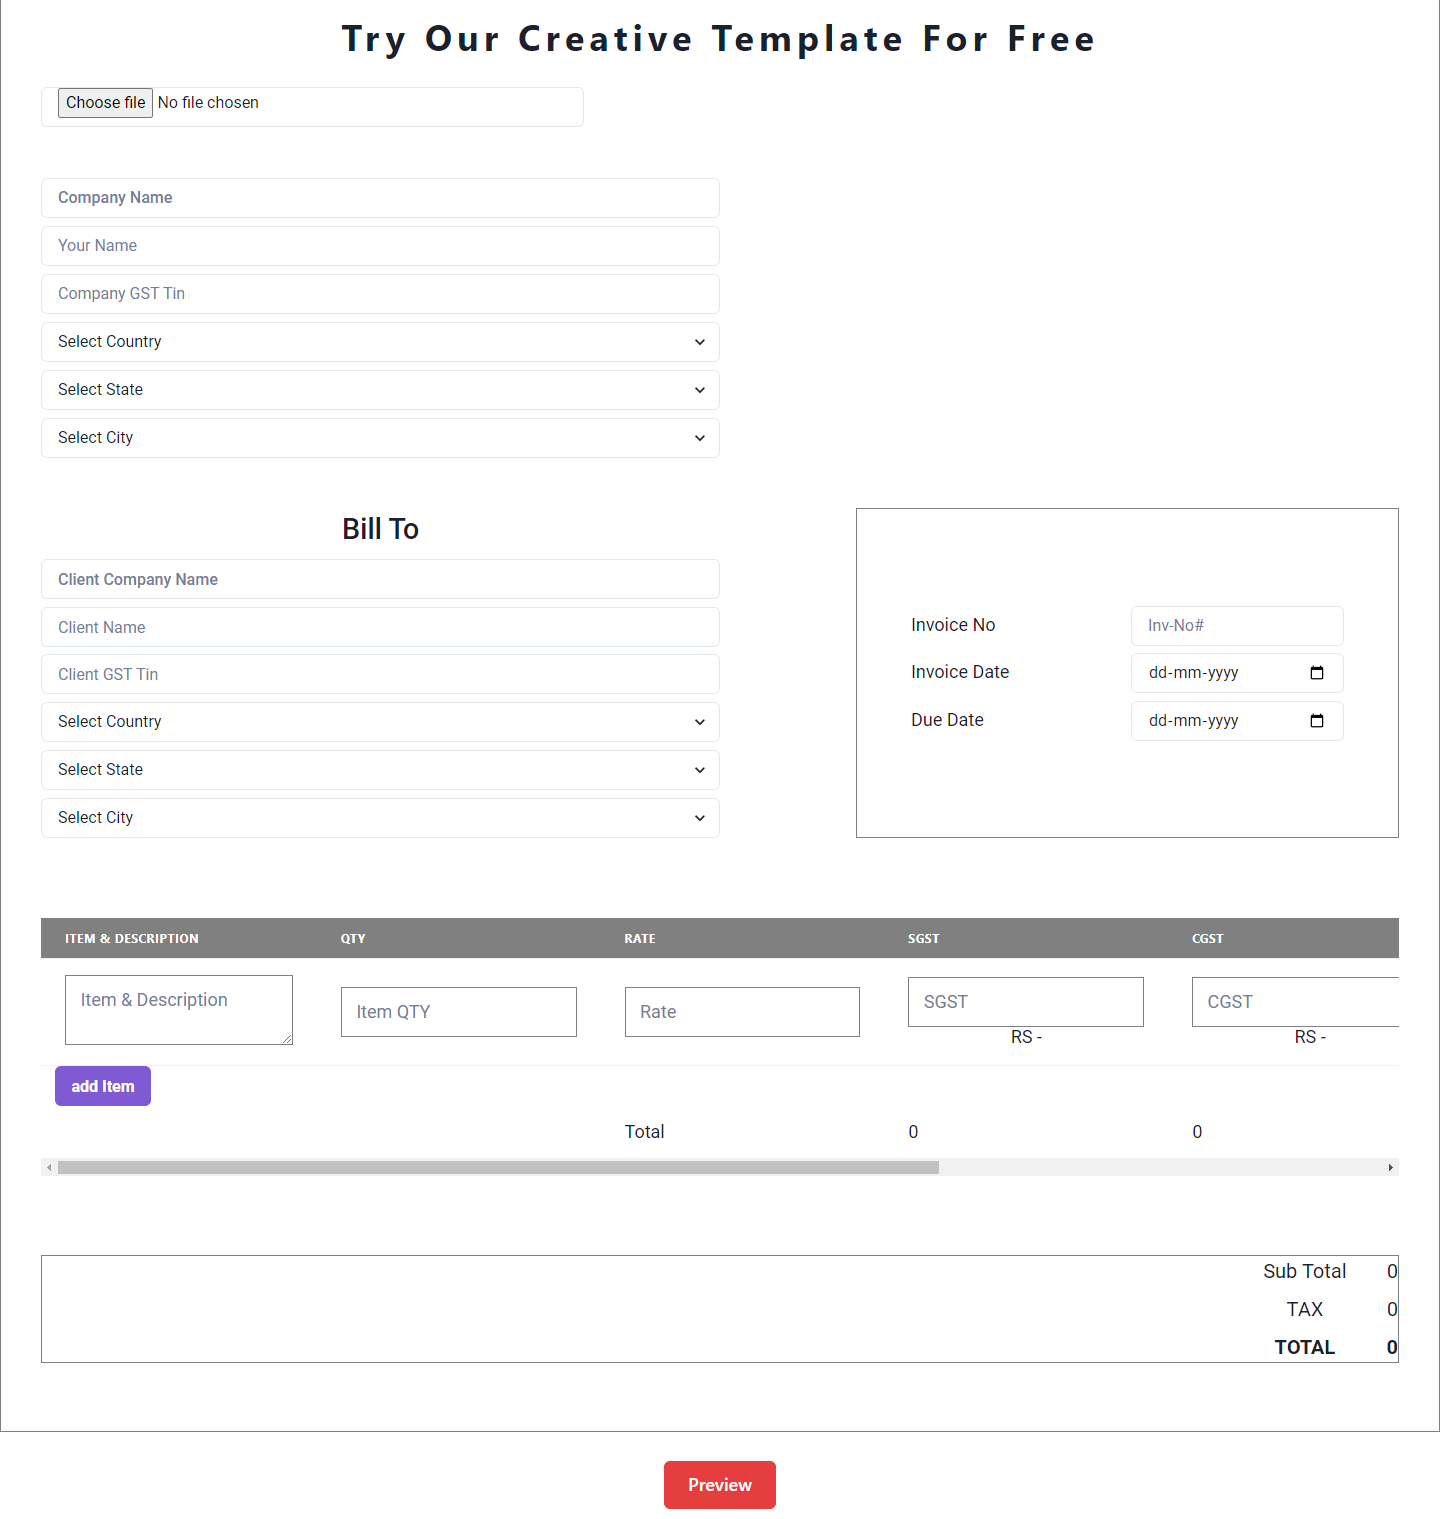 Try Our Creative Template For Free
Choose file No file chosen
Company Name
Your Name
Company GST Tin
Select Country
Select State
Select City
Bill To
Client Company Name
Client Name
Client GST Tin
Select Country
Select State
Select City
Invoice No Inv-No#
Invoice Date dd-mm-yyyy
Due Date dd-mm-yyyy
ITEM & DESCRIPTION QTY RATE SGST CGST
Item & Description Item QTY Rate SGST CGST
RS - RS -
add Item
Total 0 0
Sub Total 0
TAX 0
TOTAL 0
Preview